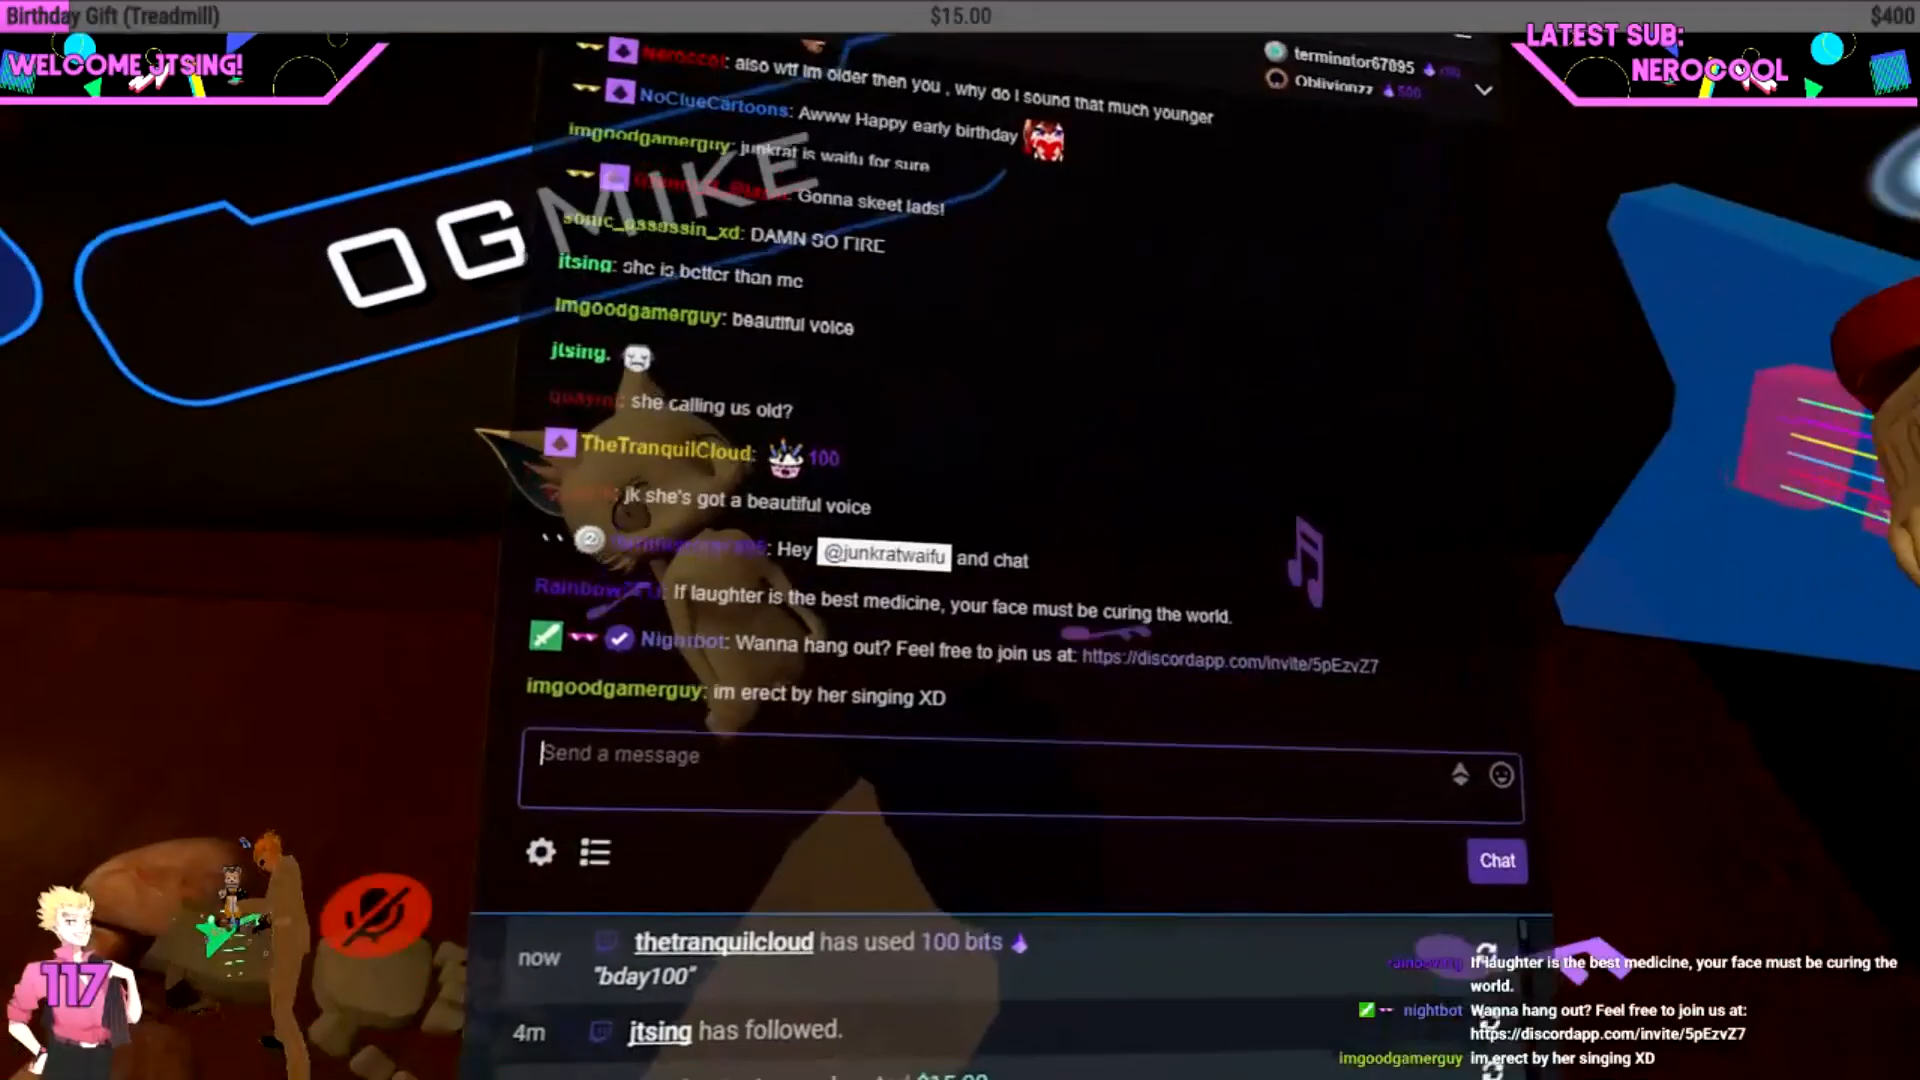 Birthday Gift (Treadmill)
$15.00
$400
WELCOME JTSING!
LATEST SUB:
NEROCOOL
terminator67895
Oblivionzz 500
also wtf im older then you , why do I sound that much younger
NoClueCartoons: Awww Happy early birthday
imgoodgamerguy: junkrat is waifu for sure
Gonna skeet lads!
sonic_assassin_xd: DAMN SO FIRE
jtsing: she is better than me
imgoodgamerguy: beautiful voice
jtsing:
: she calling us old?
TheTranquilCloud: 100
jk she's got a beautiful voice
: Hey @junkratwaifu and chat
If laughter is the best medicine, your face must be curing the world.
Nightbot: Wanna hang out? Feel free to join us at: https://discordapp.com/invite/5pEzvZ7
imgoodgamerguy: im erect by her singing XD
OG MIKE
Send a message
Chat
now thetranquilcloud has used 100 bits
"bday100"
4m jtsing has followed.
$15.00
117
If laughter is the best medicine, your face must be curing the
world.
nightbot Wanna hang out? Feel free to join us at:
https://discordapp.com/invite/5pEzvZ7
imgoodgamerguy im erect by her singing XD